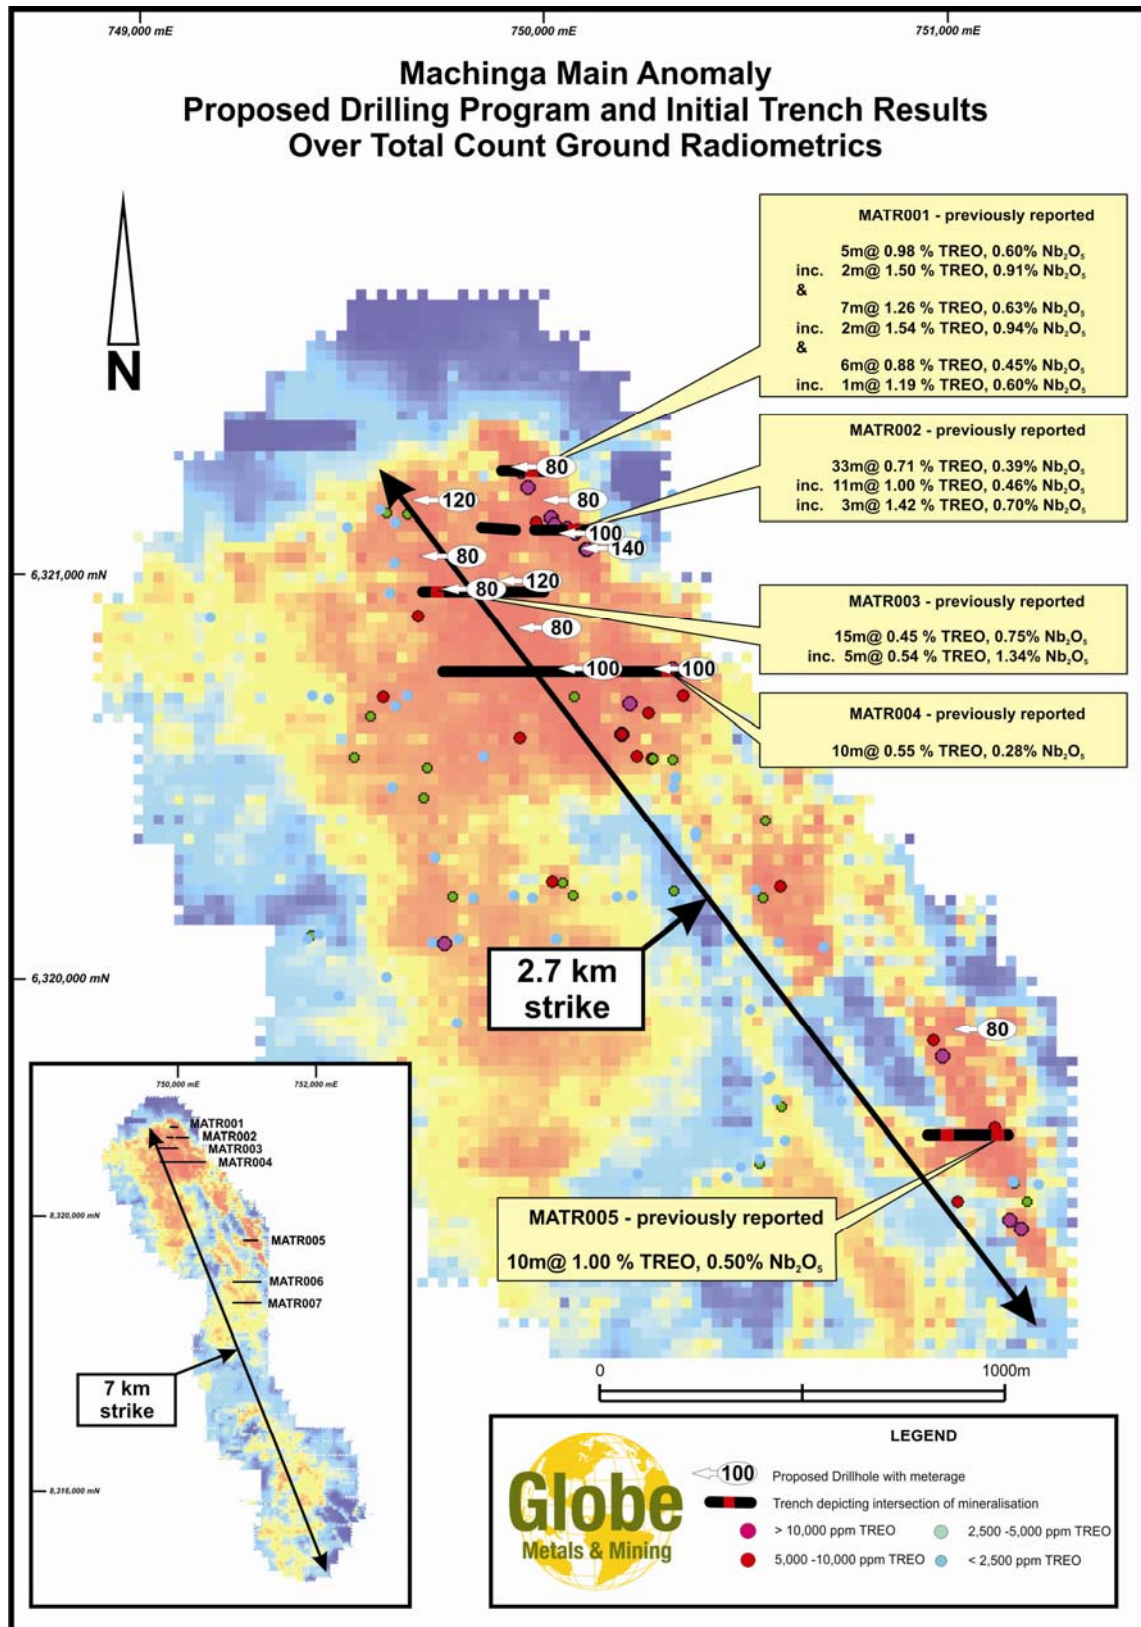 749,000 mE
750,000 mE
751,000 mE
Machinga Main Anomaly
Proposed Drilling Program and Initial Trench Results
Over Total Count Ground Radiometrics
N
MATR001 - previously reported
5m@ 0.98 % TREO, 0.60% Nb₂O₅
inc. 2m@ 1.50 % TREO, 0.91% Nb₂O₅
&
7m@ 1.26 % TREO, 0.63% Nb₂O₅
inc. 2m@ 1.54 % TREO, 0.94% Nb₂O₅
&
6m@ 0.88 % TREO, 0.45% Nb₂O₅
inc. 1m@ 1.19 % TREO, 0.60% Nb₂O₅
MATR002 - previously reported
33m@ 0.71 % TREO, 0.39% Nb₂O₅
inc. 11m@ 1.00 % TREO, 0.46% Nb₂O₅
inc. 3m@ 1.42 % TREO, 0.70% Nb₂O₅
80
120
80
100
140
80
120
80
80
100
100
6,321,000 mN
MATR003 - previously reported
15m@ 0.45 % TREO, 0.75% Nb₂O₅
inc. 5m@ 0.54 % TREO, 1.34% Nb₂O₅
MATR004 - previously reported
10m@ 0.55 % TREO, 0.28% Nb₂O₅
6,320,000 mN
2.7 km
strike
80
MATR005 - previously reported
10m@ 1.00 % TREO, 0.50% Nb₂O₅
750,000 mE
752,000 mE
MATR001
MATR002
MATR003
MATR004
8,320,000 mN
MATR005
MATR006
MATR007
7 km
strike
8,316,000 mN
0
1000m
LEGEND
100 Proposed Drillhole with meterage
Trench depicting intersection of mineralisation
> 10,000 ppm TREO
2,500 -5,000 ppm TREO
5,000 -10,000 ppm TREO
< 2,500 ppm TREO
Globe
Metals & Mining